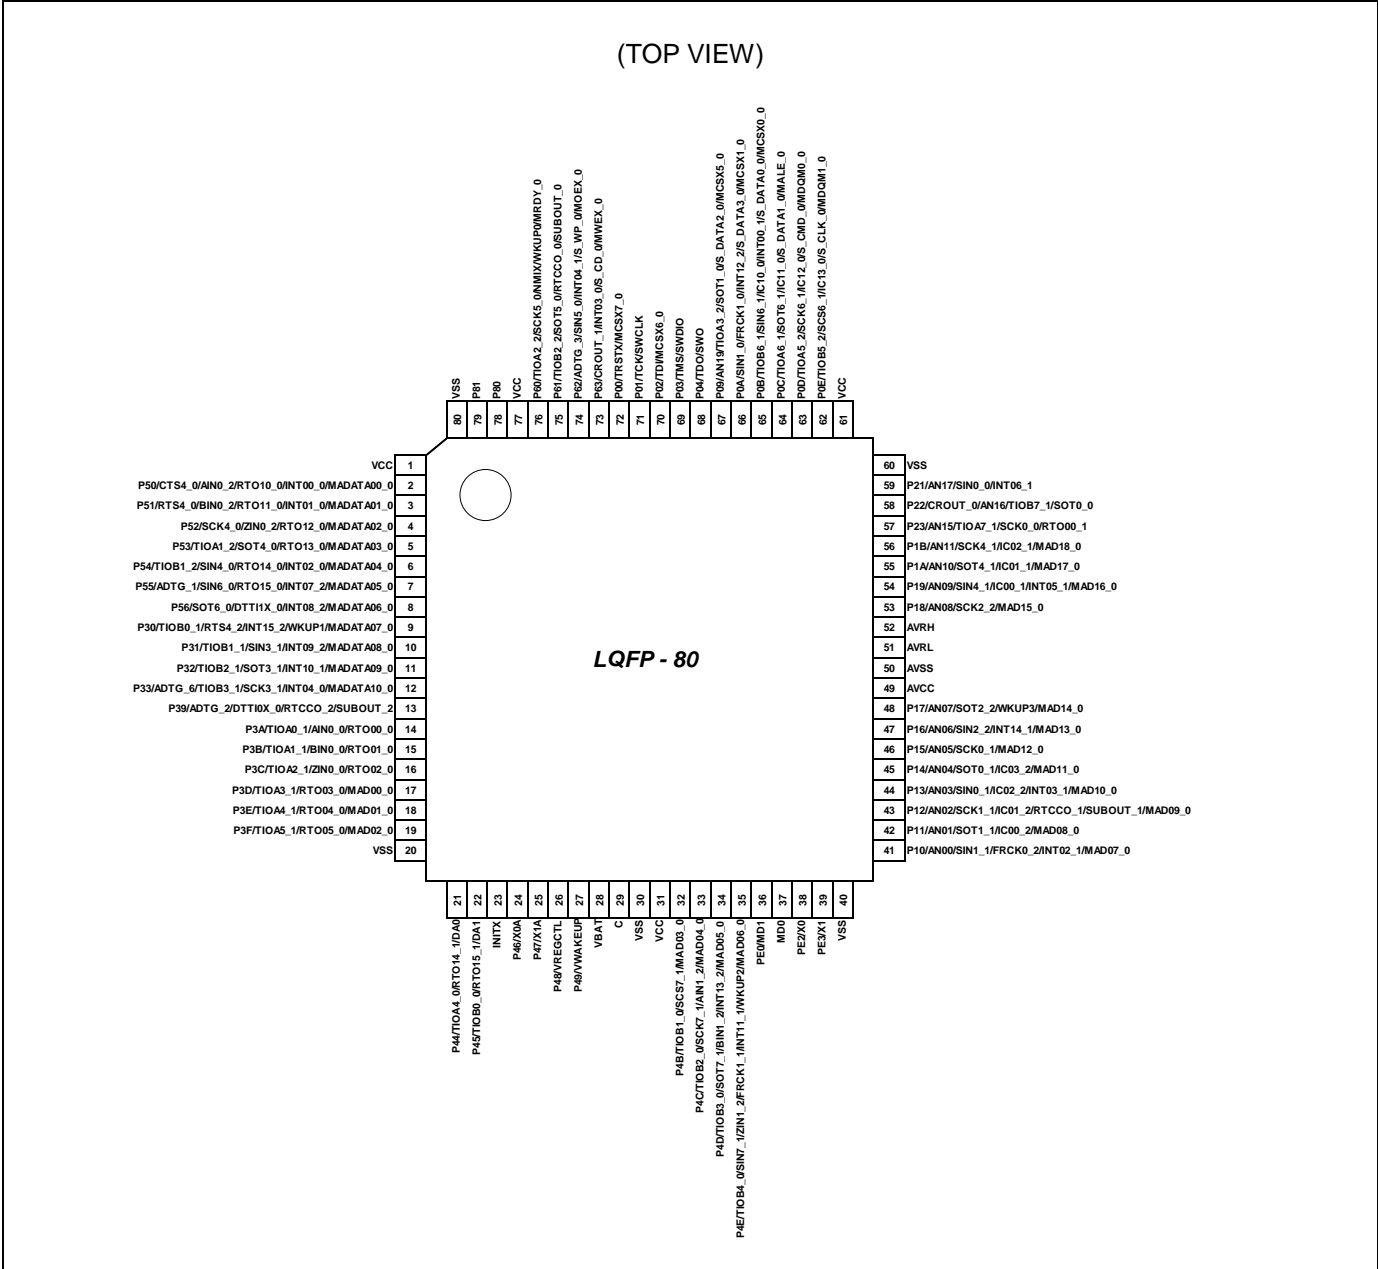 (TOP VIEW)
VSS 80
P81 79
P80 78
VCC 77
P60/TIOA2_2/SCK5_0/NMIX/WKUP0/MRDY_0 76
P61/TIOB2_2/SOT5_0/RTCCO_0/SUBOUT_0 75
P62/ADTG_3/SIN5_0/INT04_1/S_WP_0/MOEX_0 74
P63/CROUT_1/INT03_0/S_CD_0/MWEX_0 73
P00/TRSTX/MCSX7_0 72
P01/TCK/SWCLK 71
P02/TDI/MCSX6_0 70
P03/TMS/SWDIO 69
P04/TDO/SWO 68
P09/AN19/TIOA3_2/SOT1_0/S_DATA2_0/MCSX5_0 67
P0A/SIN1_0/FRCK1_0/INT12_2/S_DATA3_0/MCSX1_0 66
P0B/TIOB6_1/SIN6_1/IC10_0/INT00_1/S_DATA0_0/MCSX0_0 65
P0C/TIOA6_1/SOT6_1/IC11_0/S_DATA1_0/MALE_0 64
P0D/TIOA5_2/SCK6_1/IC12_0/S_CMD_0/MDQM0_0 63
P0E/TIOB5_2/SCS6_1/IC13_0/S_CLK_0/MDQM1_0 62
VCC 61
VCC 1
P50/CTS4_0/AIN0_2/RTO10_0/INT00_0/MADATA00_0 2
P51/RTS4_0/BIN0_2/RTO11_0/INT01_0/MADATA01_0 3
P52/SCK4_0/ZIN0_2/RTO12_0/MADATA02_0 4
P53/TIOA1_2/SOT4_0/RTO13_0/MADATA03_0 5
P54/TIOB1_2/SIN4_0/RTO14_0/INT02_0/MADATA04_0 6
P55/ADTG_1/SIN6_0/RTO15_0/INT07_2/MADATA05_0 7
P56/SOT6_0/DTTI1X_0/INT08_2/MADATA06_0 8
P30/TIOB0_1/RTS4_2/INT15_2/WKUP1/MADATA07_0 9
P31/TIOB1_1/SIN3_1/INT09_2/MADATA08_0 10
P32/TIOB2_1/SOT3_1/INT10_1/MADATA09_0 11
P33/ADTG_6/TIOB3_1/SCK3_1/INT04_0/MADATA10_0 12
P39/ADTG_2/DTTI0X_0/RTCCO_2/SUBOUT_2 13
P3A/TIOA0_1/AIN0_0/RTO00_0 14
P3B/TIOA1_1/BIN0_0/RTO01_0 15
P3C/TIOA2_1/ZIN0_0/RTO02_0 16
P3D/TIOA3_1/RTO03_0/MAD00_0 17
P3E/TIOA4_1/RTO04_0/MAD01_0 18
P3F/TIOA5_1/RTO05_0/MAD02_0 19
VSS 20
LQFP - 80
60 VSS
59 P21/AN17/SIN0_0/INT06_1
58 P22/CROUT_0/AN16/TIOB7_1/SOT0_0
57 P23/AN15/TIOA7_1/SCK0_0/RTO00_1
56 P1B/AN11/SCK4_1/IC02_1/MAD18_0
55 P1A/AN10/SOT4_1/IC01_1/MAD17_0
54 P19/AN09/SIN4_1/IC00_1/INT05_1/MAD16_0
53 P18/AN08/SCK2_2/MAD15_0
52 AVRH
51 AVRL
50 AVSS
49 AVCC
48 P17/AN07/SOT2_2/WKUP3/MAD14_0
47 P16/AN06/SIN2_2/INT14_1/MAD13_0
46 P15/AN05/SCK0_1/MAD12_0
45 P14/AN04/SOT0_1/IC03_2/MAD11_0
44 P13/AN03/SIN0_1/IC02_2/INT03_1/MAD10_0
43 P12/AN02/SCK1_1/IC01_2/RTCCO_1/SUBOUT_1/MAD09_0
42 P11/AN01/SOT1_1/IC00_2/MAD08_0
41 P10/AN00/SIN1_1/FRCK0_2/INT02_1/MAD07_0
21 P44/TIOA4_0/RTO14_1/DA0
22 P45/TIOB0_0/RTO15_1/DA1
23 INITX
24 P46/X0A
25 P47/X1A
26 P48/VREGCTL
27 P49/VWAKEUP
28 VBAT
29 C
30 VSS
31 VCC
32 P4B/TIOB1_0/SCS7_1/MAD03_0
33 P4C/TIOB2_0/SCK7_1/AIN1_2/MAD04_0
34 P4D/TIOB3_0/SOT7_1/BIN1_2/INT13_2/MAD05_0
35 P4E/TIOB4_0/SIN7_1/ZIN1_2/FRCK1_1/INT11_1/WKUP2/MAD06_0
36 PE0/MD1
37 MD0
38 PE2/X0
39 PE3/X1
40 VSS